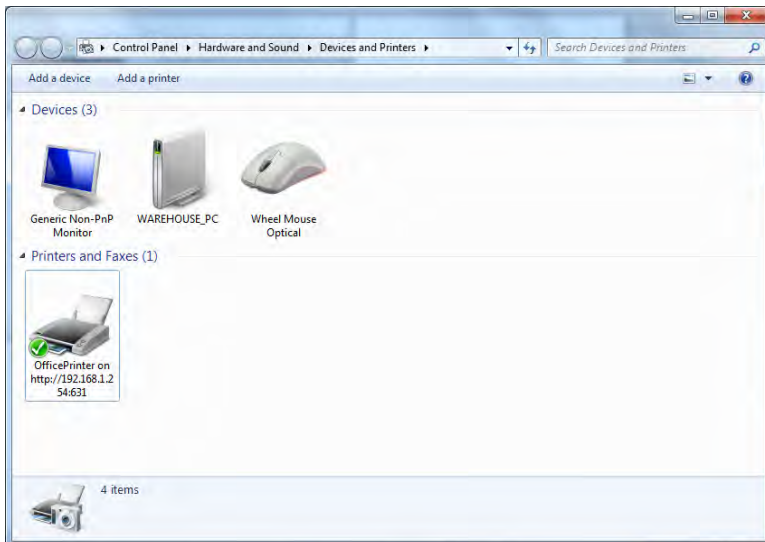 Control Panel ▸ Hardware and Sound ▸ Devices and Printers ▸
Search Devices and Printers
Add a device Add a printer
Devices (3)
Generic Non-PnP
Monitor
WAREHOUSE_PC
Wheel Mouse
Optical
Printers and Faxes (1)
OfficePrinter on
http://192.168.1.2
54:631
4 items